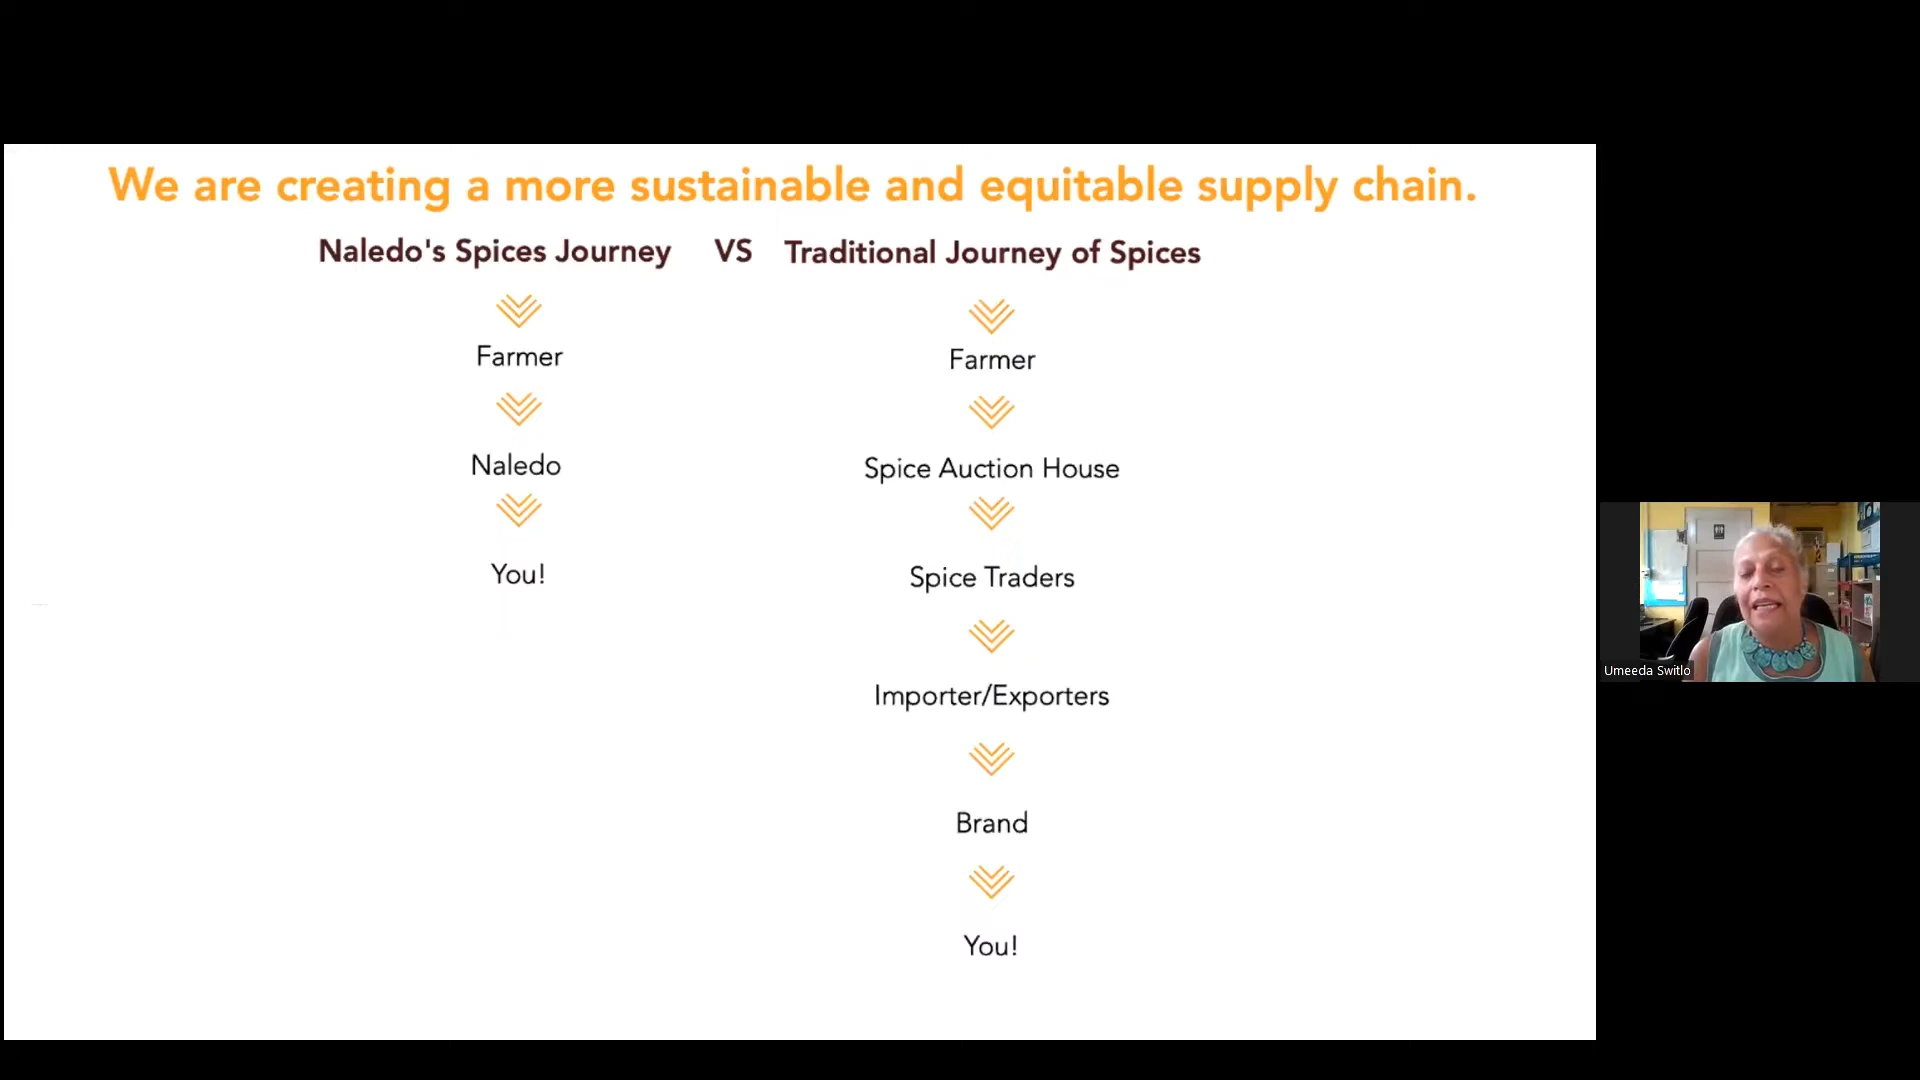 We are creating a more sustainable and equitable supply chain.
Naledo's Spices Journey VS Traditional Journey of Spices
Farmer
Naledo
You!
Farmer
Spice Auction House
Spice Traders
Importer/Exporters
Brand
You!
Umeeda Switlo